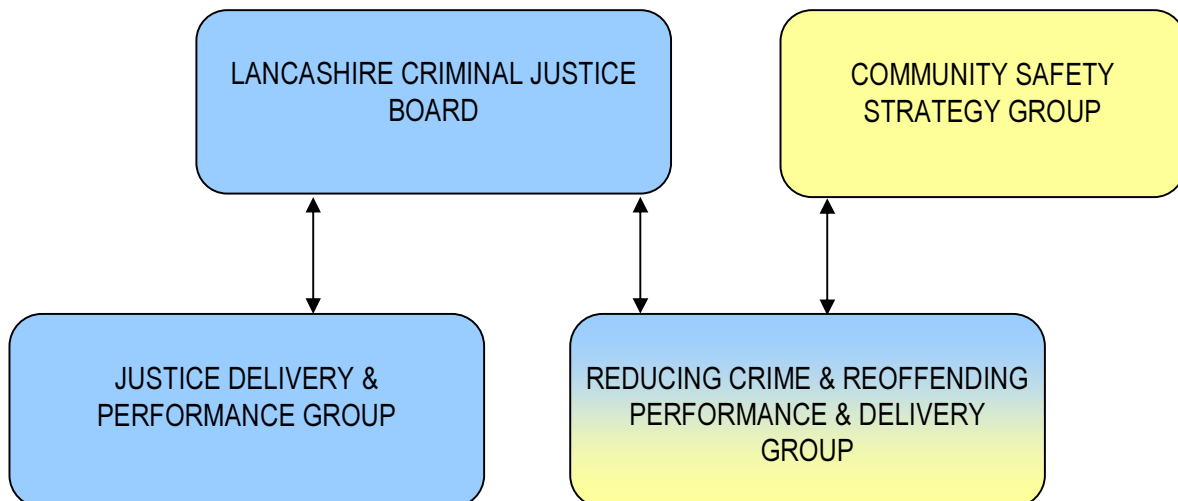 LANCASHIRE CRIMINAL JUSTICE
BOARD
COMMUNITY SAFETY
STRATEGY GROUP
JUSTICE DELIVERY &
PERFORMANCE GROUP
REDUCING CRIME & REOFFENDING
PERFORMANCE & DELIVERY
GROUP